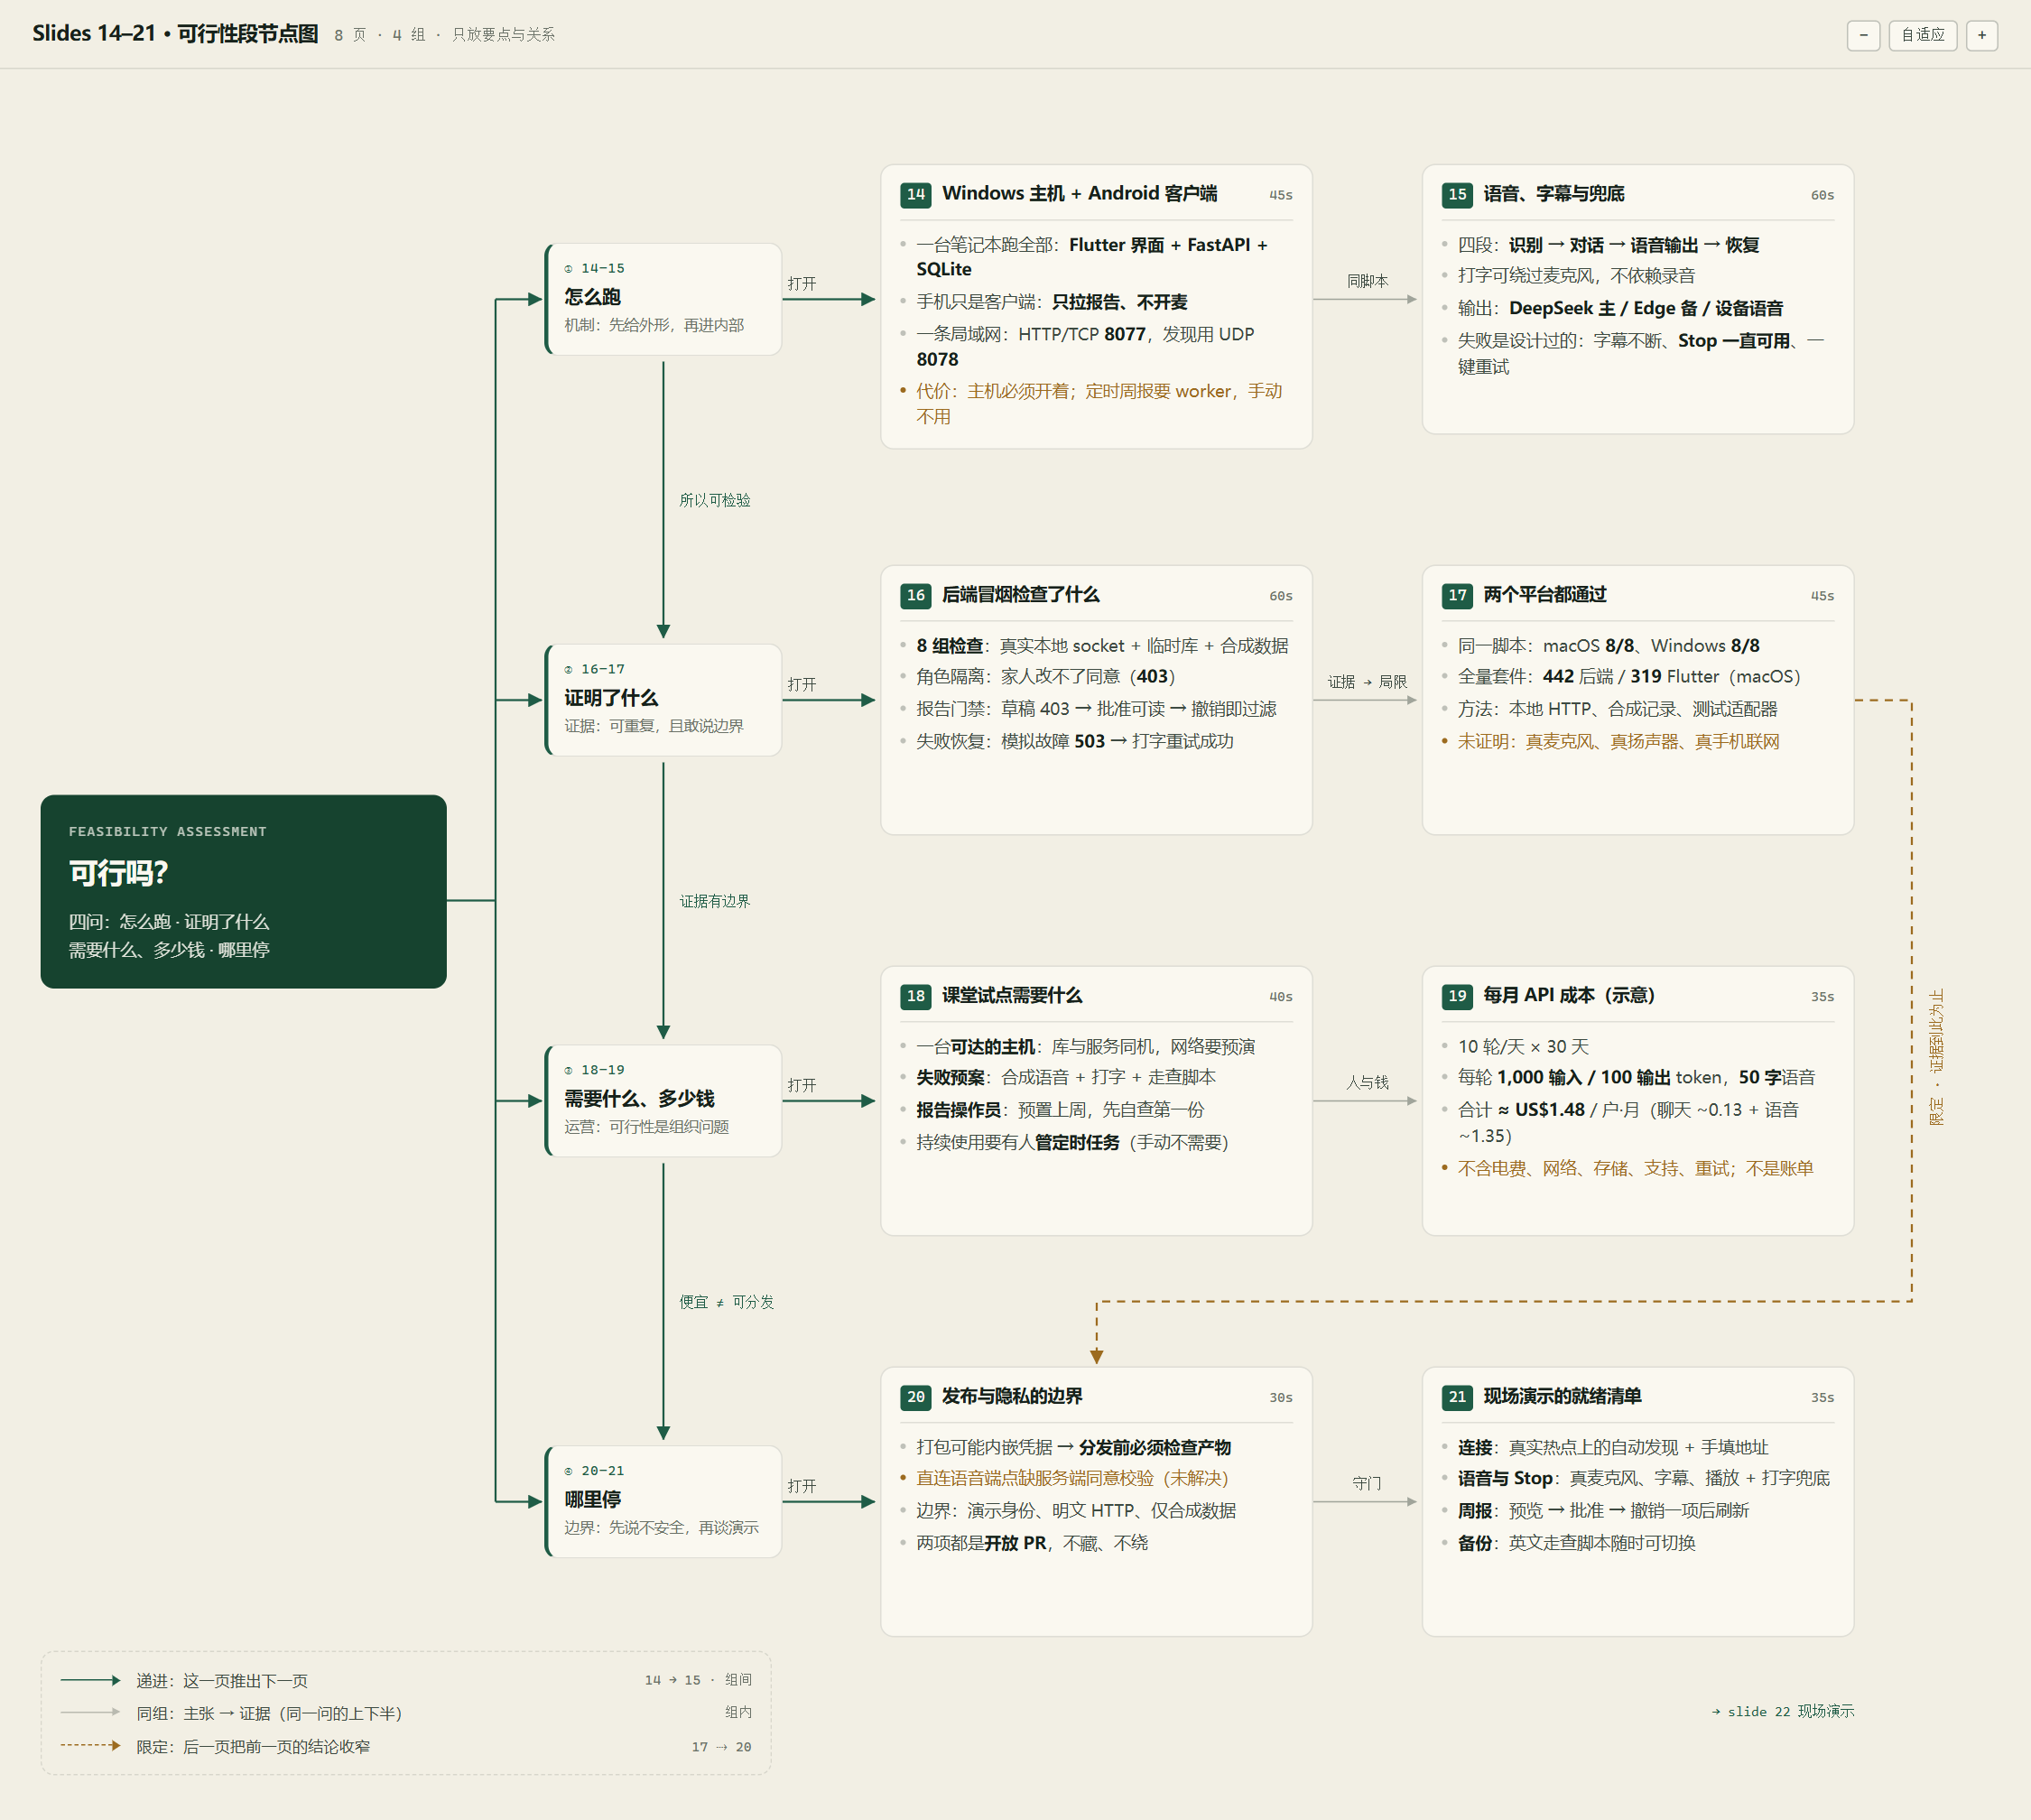 Slides 14–21 • 可行性段节点图
8 页 · 4 组 · 只放要点与关系
−
自适应
+
FEASIBILITY ASSESSMENT
可行吗？
四问：怎么跑 · 证明了什么
需要什么、多少钱 · 哪里停
① 14–15
怎么跑
机制：先给外形，再进内部
打开
14
Windows 主机 + Android 客户端
45s
一台笔记本跑全部：Flutter 界面 + FastAPI +
SQLite
手机只是客户端：只拉报告、不开麦
一条局域网：HTTP/TCP 8077，发现用 UDP
8078
代价：主机必须开着；定时周报要 worker，手动
不用
同脚本
15
语音、字幕与兜底
60s
四段：识别 → 对话 → 语音输出 → 恢复
打字可绕过麦克风，不依赖录音
输出：DeepSeek 主 / Edge 备 / 设备语音
失败是设计过的：字幕不断、Stop 一直可用、一
键重试
所以可检验
② 16–17
证明了什么
证据：可重复，且敢说边界
打开
16
后端冒烟检查了什么
60s
8 组检查：真实本地 socket + 临时库 + 合成数据
角色隔离：家人改不了同意（403）
报告门禁：草稿 403 → 批准可读 → 撤销即过滤
失败恢复：模拟故障 503 → 打字重试成功
证据 → 局限
17
两个平台都通过
45s
同一脚本：macOS 8/8、Windows 8/8
全量套件：442 后端 / 319 Flutter（macOS）
方法：本地 HTTP、合成记录、测试适配器
未证明：真麦克风、真扬声器、真手机联网
证据有边界
③ 18–19
需要什么、多少钱
运营：可行性是组织问题
打开
18
课堂试点需要什么
40s
一台可达的主机：库与服务同机，网络要预演
失败预案：合成语音 + 打字 + 走查脚本
报告操作员：预置上周，先自查第一份
持续使用要有人管定时任务（手动不需要）
人与钱
19
每月 API 成本（示意）
35s
10 轮/天 × 30 天
每轮 1,000 输入 / 100 输出 token，50 字语音
合计 ≈ US$1.48 / 户·月（聊天 ~0.13 + 语音
~1.35）
不含电费、网络、存储、支持、重试；不是账单
限定 · 证据到此为止
便宜 ≠ 可分发
④ 20–21
哪里停
边界：先说不安全，再谈演示
打开
20
发布与隐私的边界
30s
打包可能内嵌凭据 → 分发前必须检查产物
直连语音端点缺服务端同意校验（未解决）
边界：演示身份、明文 HTTP、仅合成数据
两项都是开放 PR，不藏、不绕
守门
21
现场演示的就绪清单
35s
连接：真实热点上的自动发现 + 手填地址
语音与 Stop：真麦克风、字幕、播放 + 打字兜底
周报：预览 → 批准 → 撤销一项后刷新
备份：英文走查脚本随时可切换
递进：这一页推出下一页
14 → 15 · 组间
同组：主张 → 证据（同一问的上下半）
组内
限定：后一页把前一页的结论收窄
17 → 20
→ slide 22 现场演示